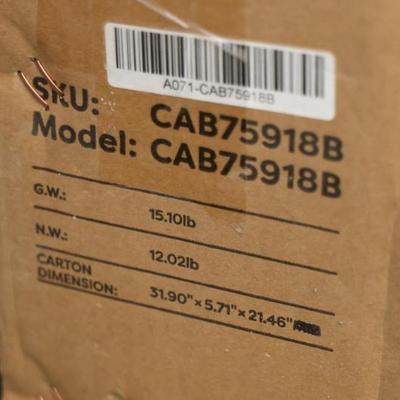 A071-CAB75918B
SKU: CAB75918B
Model: CAB75918B
G.W.: 15.10lb
N.W.: 12.02lb
CARTON
DIMENSION: 31.90"×5.71"×21.46"